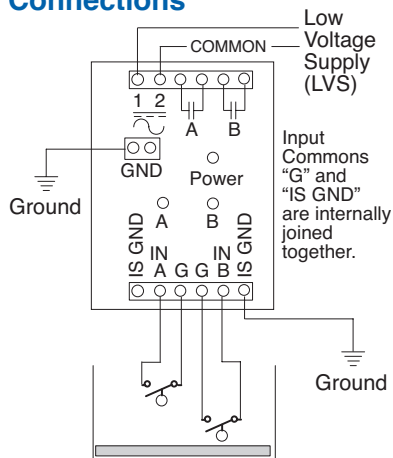 Connections
Low
Voltage
Supply
(LVS)
COMMON
1 2
A
B
GND
Power
Ground
A
B
Input
Commons
“G” and
“IS GND”
are internally
joined
together.
IS GND
IN
A
G
G
IN
B
IS GND
Ground